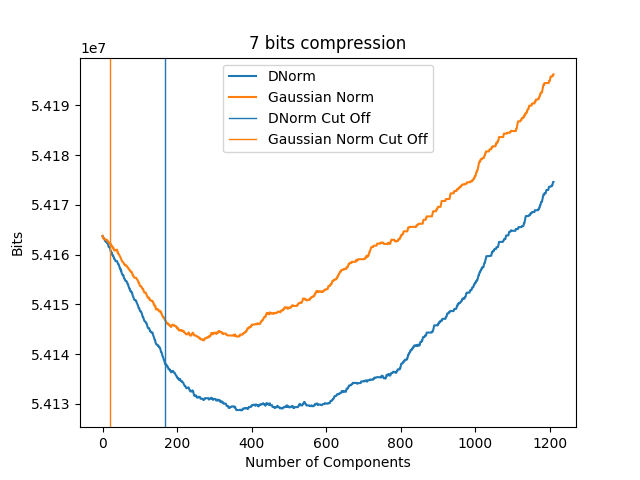 7 bits compression
1e7
DNorm
Gaussian Norm
DNorm Cut Off
Gaussian Norm Cut Off
5.419
5.418
5.417
5.416
5.415
5.414
5.413
Bits
0 200 400 600 800 1000 1200
Number of Components